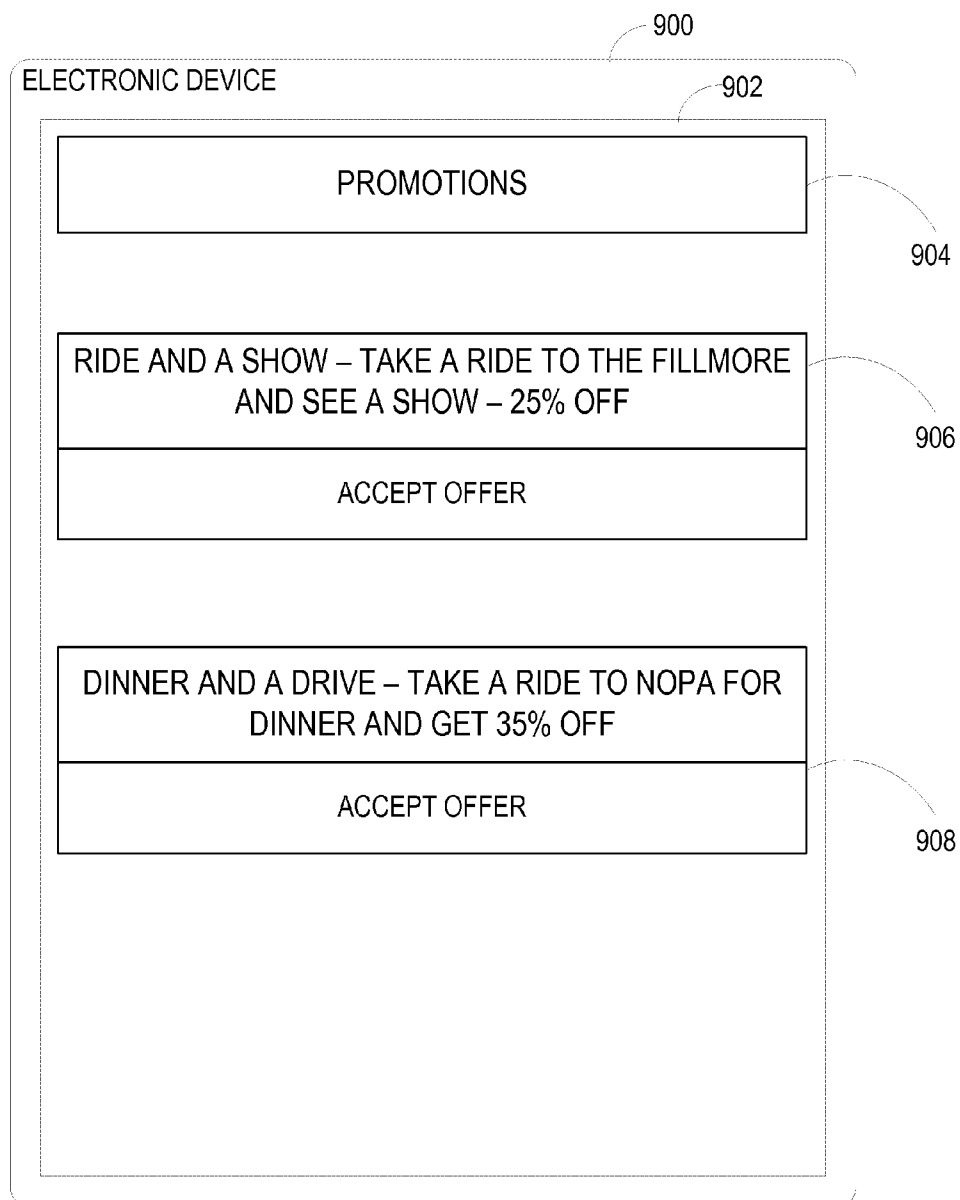 900
ELECTRONIC DEVICE
902
PROMOTIONS
904
RIDE AND A SHOW – TAKE A RIDE TO THE FILLMORE
AND SEE A SHOW – 25% OFF
906
ACCEPT OFFER
DINNER AND A DRIVE – TAKE A RIDE TO NOPA FOR
DINNER AND GET 35% OFF
ACCEPT OFFER
908